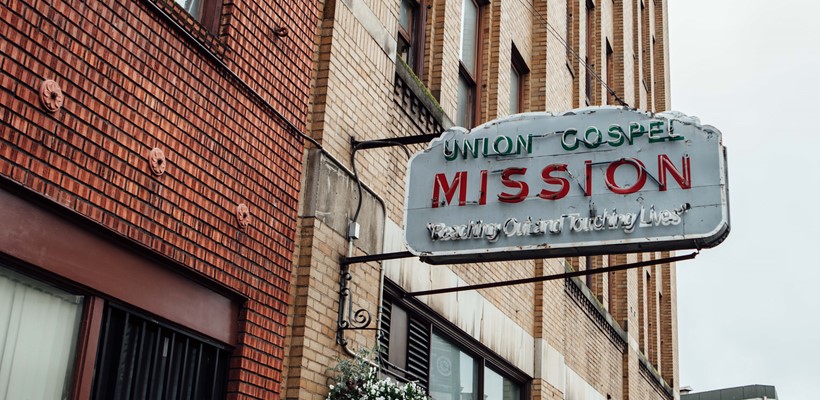 UNION GOSPEL
MISSION
"Reaching Out and Touching Lives"